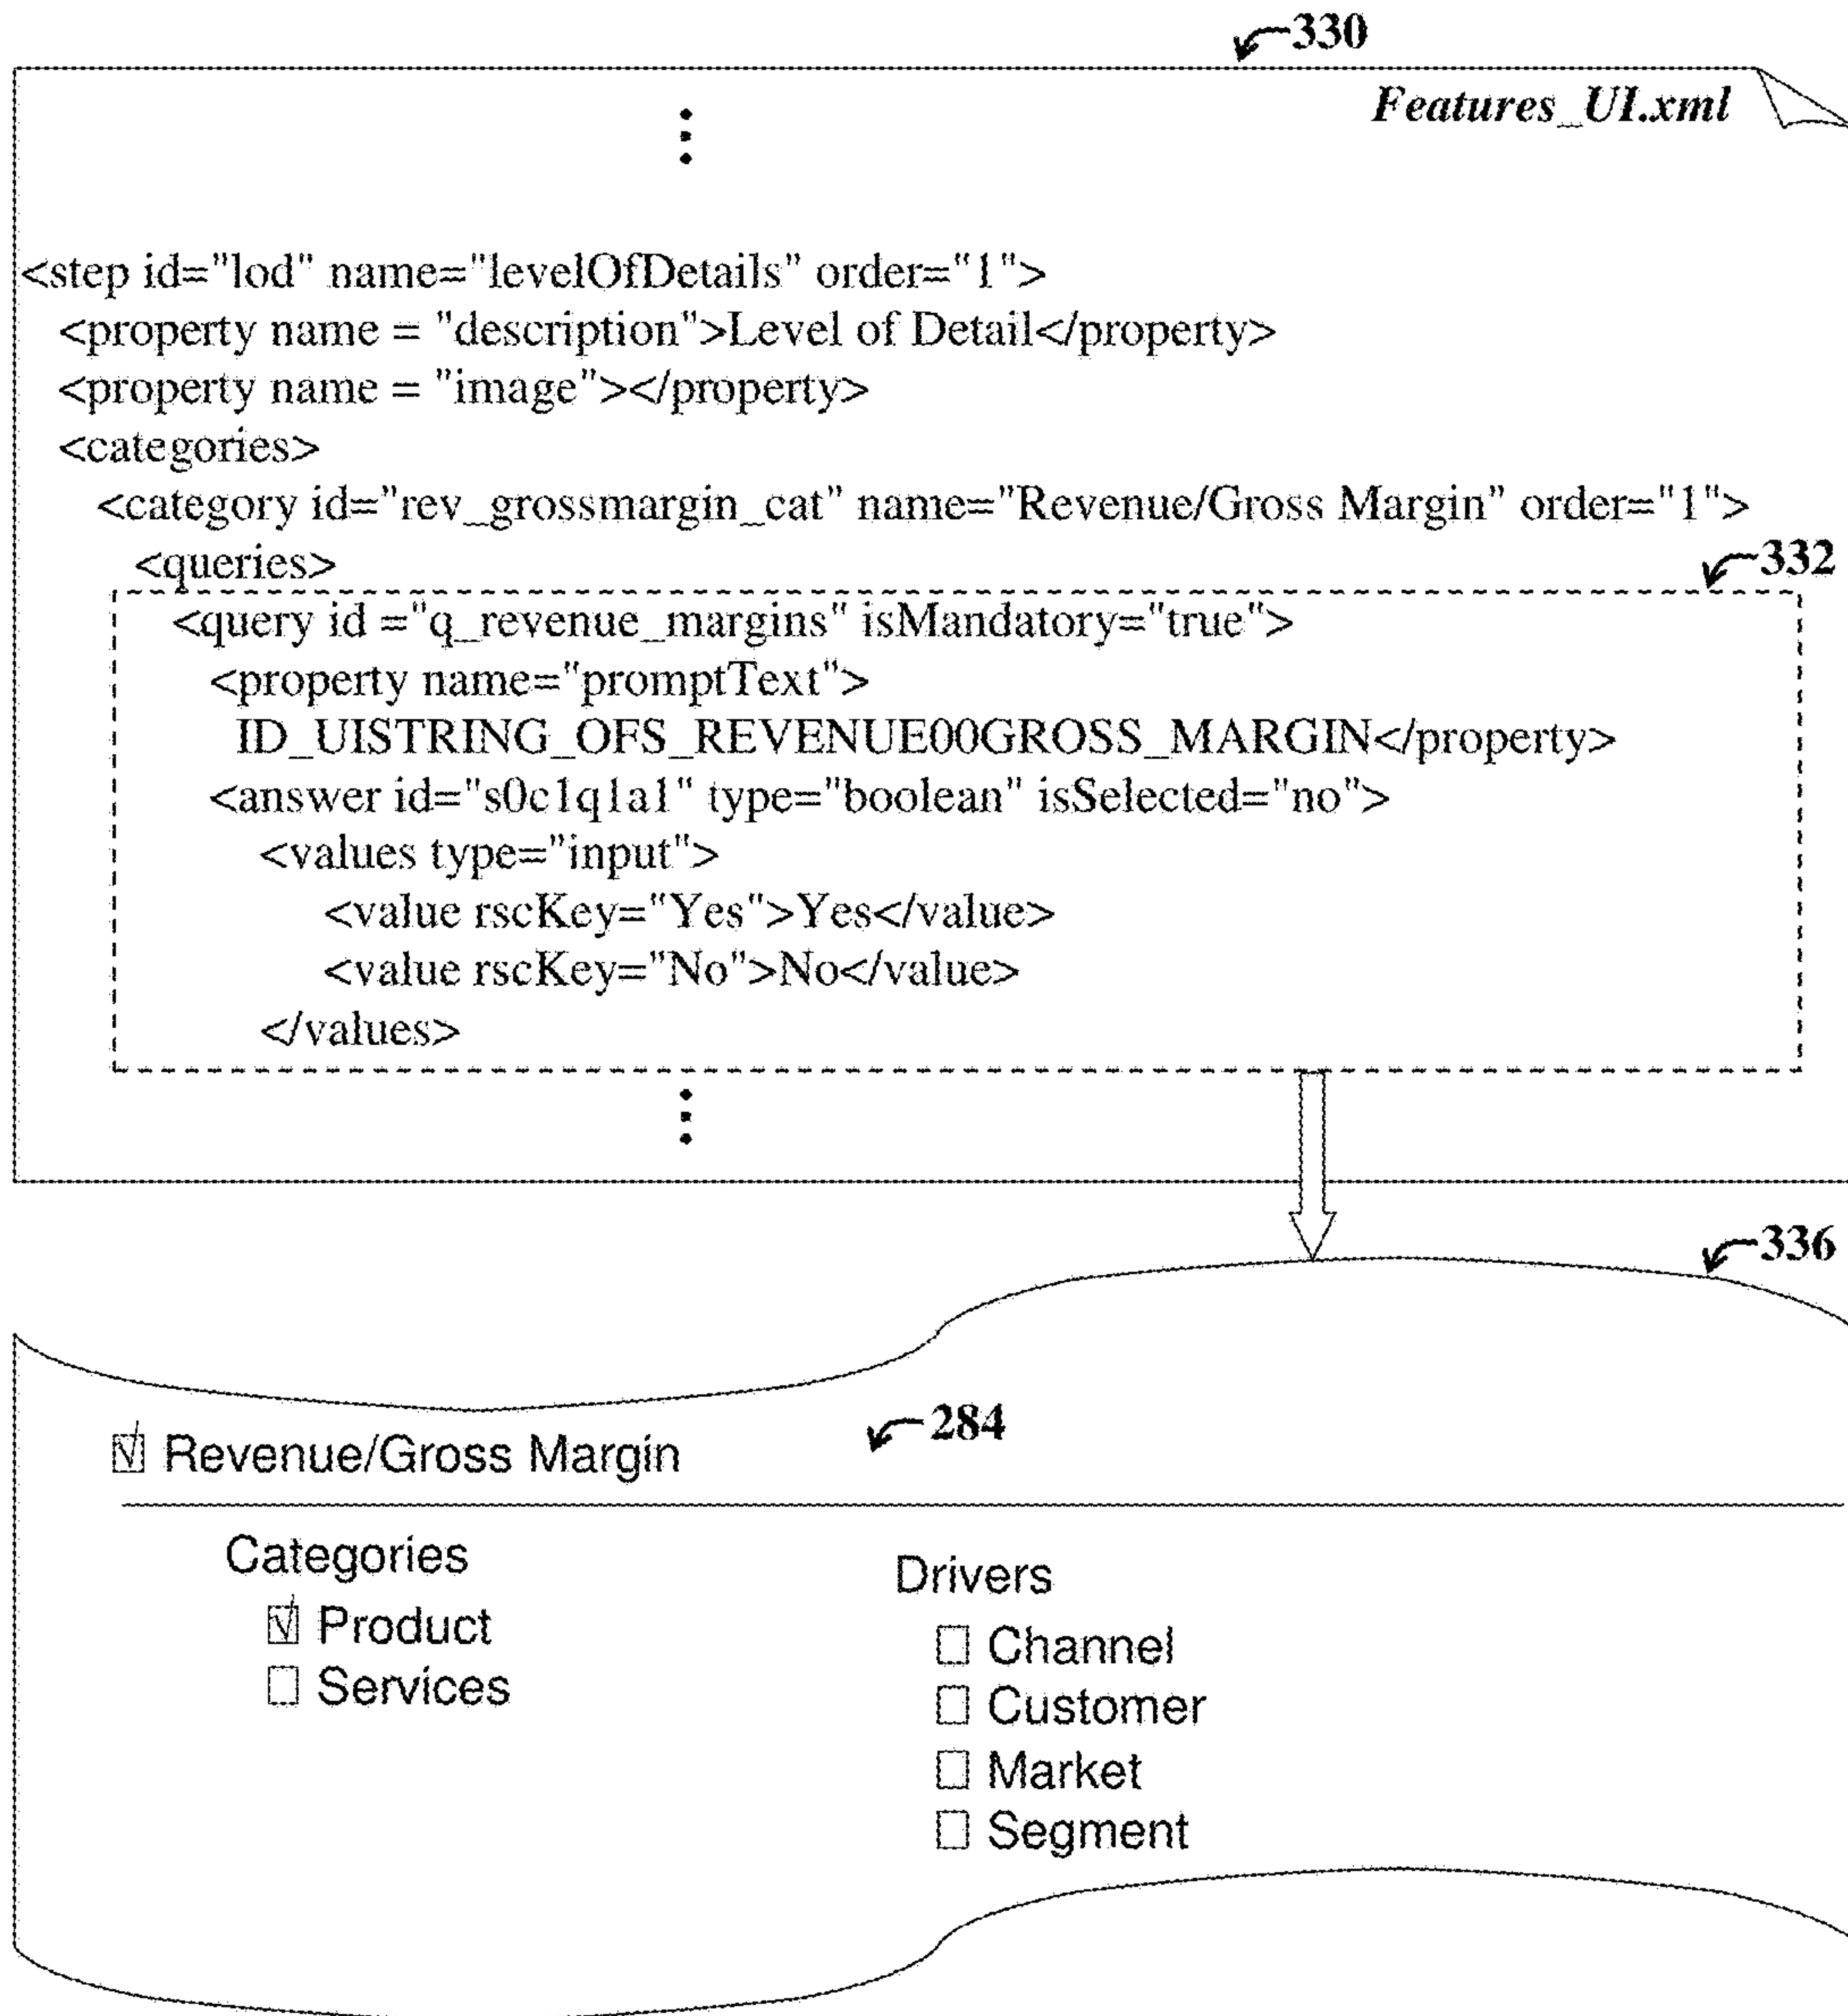 330
Features_UI.xml
<step id="lod" name="levelOfDetails" order="1">
<property name = "description">Level of Detail</property>
<property name = "image"></property>
<categories>
<category id="rev_grossmargin_cat" name="Revenue/Gross Margin" order="1">
<queries>
332
<query id ="q_revenue_margins" isMandatory="true">
<property name="promptText">
ID_UISTRING_OFS_REVENUE00GROSS_MARGIN</property>
<answer id="s0c1q1a1" type="boolean" isSelected="no">
<values type="input">
<value rscKey="Yes">Yes</value>
<value rscKey="No">No</value>
</values>
336
284
Revenue/Gross Margin
Categories
Product
Services
Drivers
Channel
Customer
Market
Segment